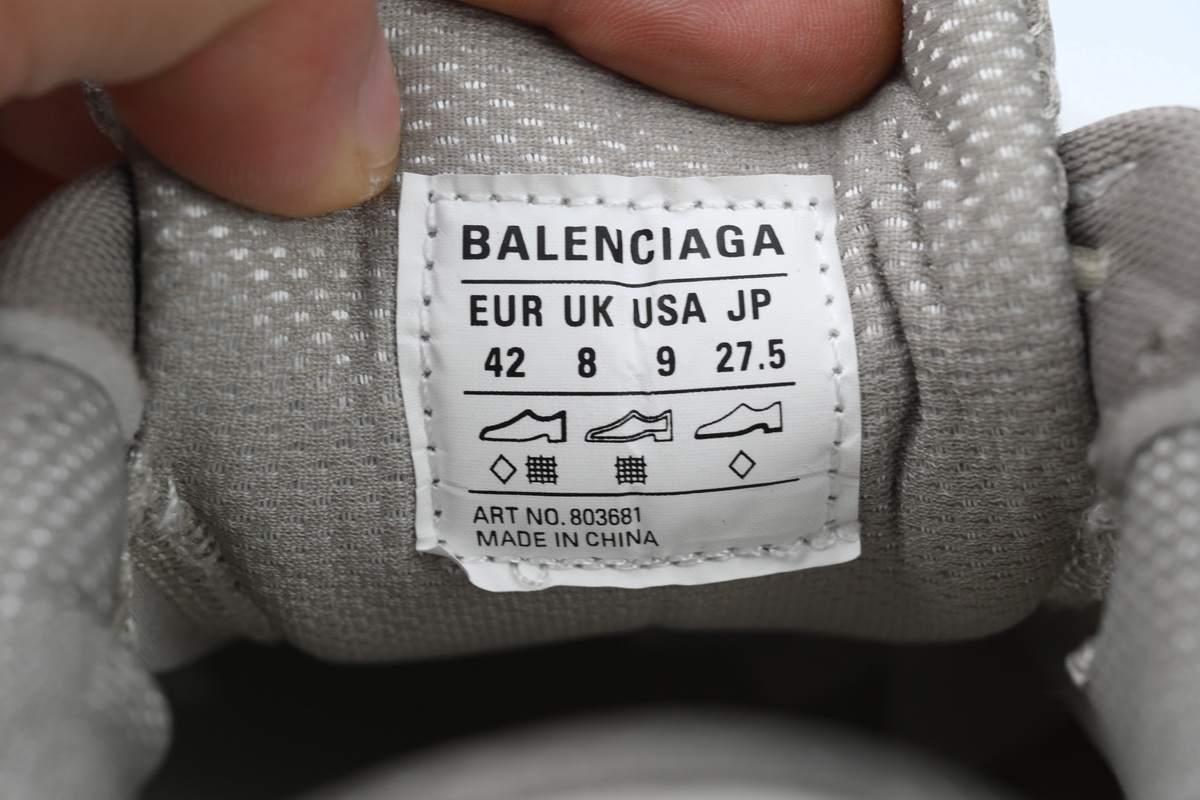 BALENCIAGA
EUR UK USA JP
42 8 9 27.5
ART NO. 803681
MADE IN CHINA